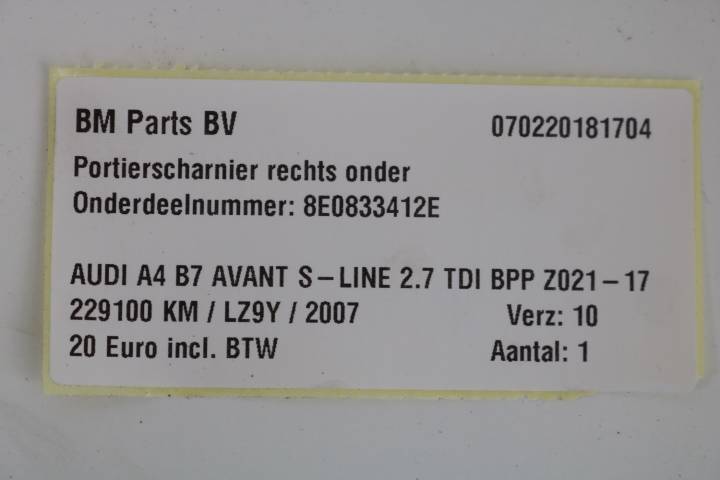 BM Parts BV 070220181704
Portierscharnier rechts onder
Onderdeelnummer: 8E0833412E
AUDI A4 B7 AVANT S-LINE 2.7 TDI BPP Z021-17
229100 KM / LZ9Y / 2007 Verz: 10
20 Euro incl. BTW Aantal: 1